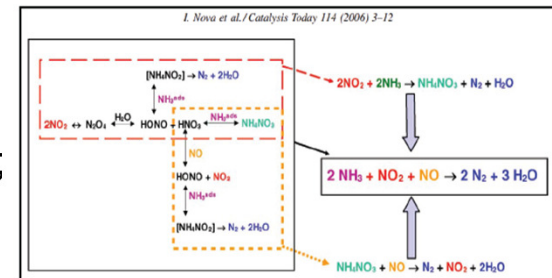 I. Nova et al./ Catalysis Today 114 (2006) 3–12
[NH₄NO₂] → N₂ + 2H₂O
NH₃ads
2NO₂ ↔ N₂O₄ H₂O HONO + HNO₃ NH₃ads NH₄NO₃
NO
HONO + NO₂
NH₃ads
[NH₄NO₂] → N₂ + 2H₂O
2NO₂ + 2NH₃ → NH₄NO₃ + N₂ + H₂O
2 NH₃ + NO₂ + NO → 2 N₂ + 3 H₂O
NH₄NO₃ + NO → N₂ + NO₂ + 2H₂O